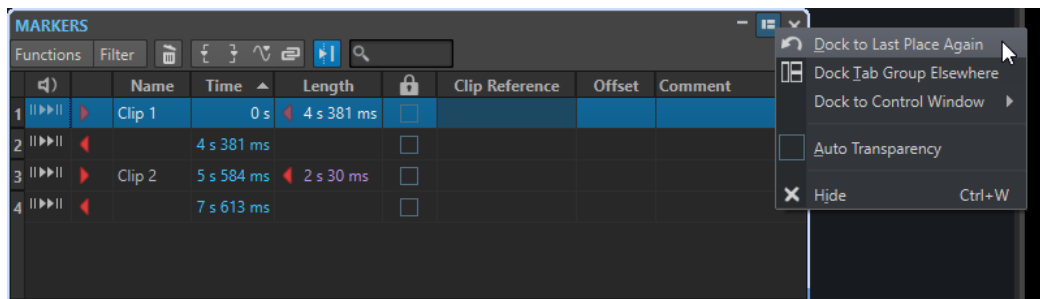 MARKERS
Functions Filter
Name Time Length Clip Reference Offset Comment
1 Clip 1 0 s 4 s 381 ms
2 4 s 381 ms
3 Clip 2 5 s 584 ms 2 s 30 ms
4 7 s 613 ms
Dock to Last Place Again
Dock Tab Group Elsewhere
Dock to Control Window
Auto Transparency
Hide Ctrl+W